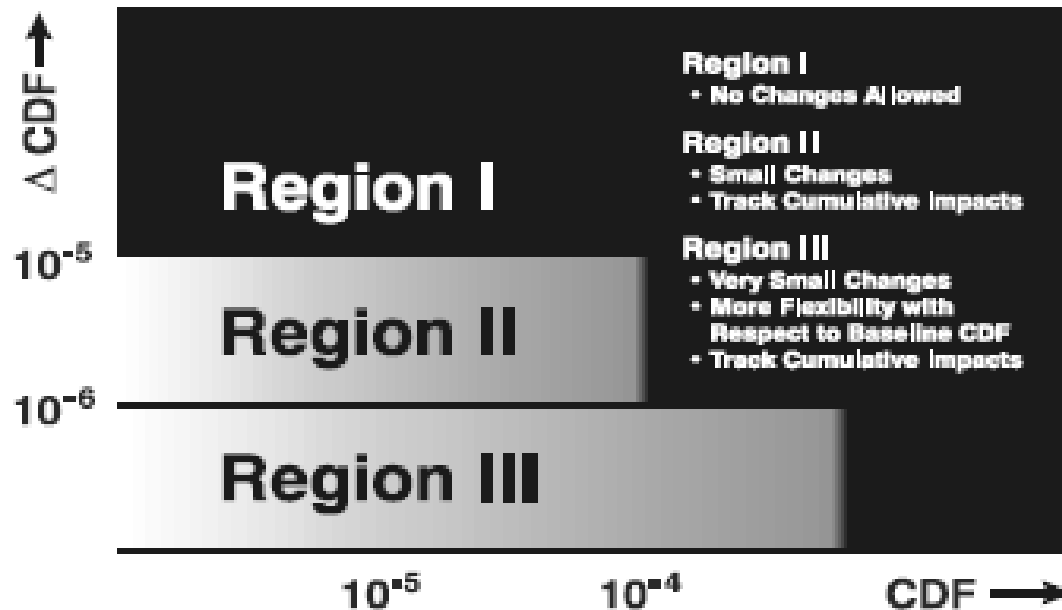 Δ CDF →
Region I
• No Changes Allowed
Region II
• Small Changes
• Track Cumulative Impacts
Region III
• Very Small Changes
• More Flexibility with
Respect to Baseline CDF
• Track Cumulative Impacts
Region I
10⁻⁵
Region II
10⁻⁶
Region III
10⁻⁵
10⁻⁴
CDF →